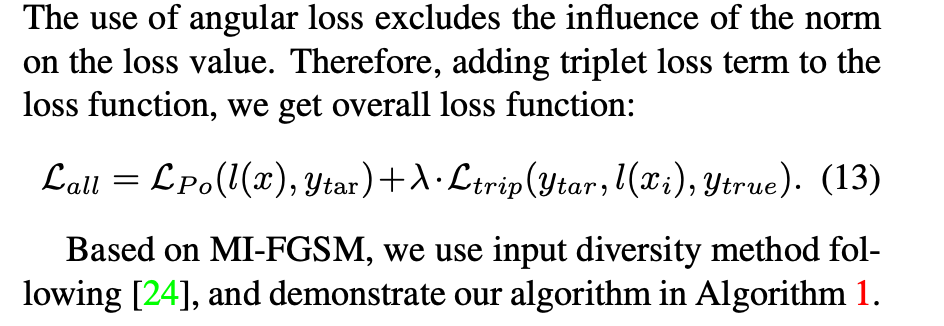 The use of angular loss excludes the influence of the norm
on the loss value. Therefore, adding triplet loss term to the
loss function, we get overall loss function:
$\mathcal{L}_{all} = \mathcal{L}_{Po}(l(x), y_{\text{tar}}) + \lambda \cdot \mathcal{L}_{trip}(y_{tar}, l(x_i), y_{true}).$ (13)
Based on MI-FGSM, we use input diversity method fol-
lowing [24], and demonstrate our algorithm in Algorithm 1.